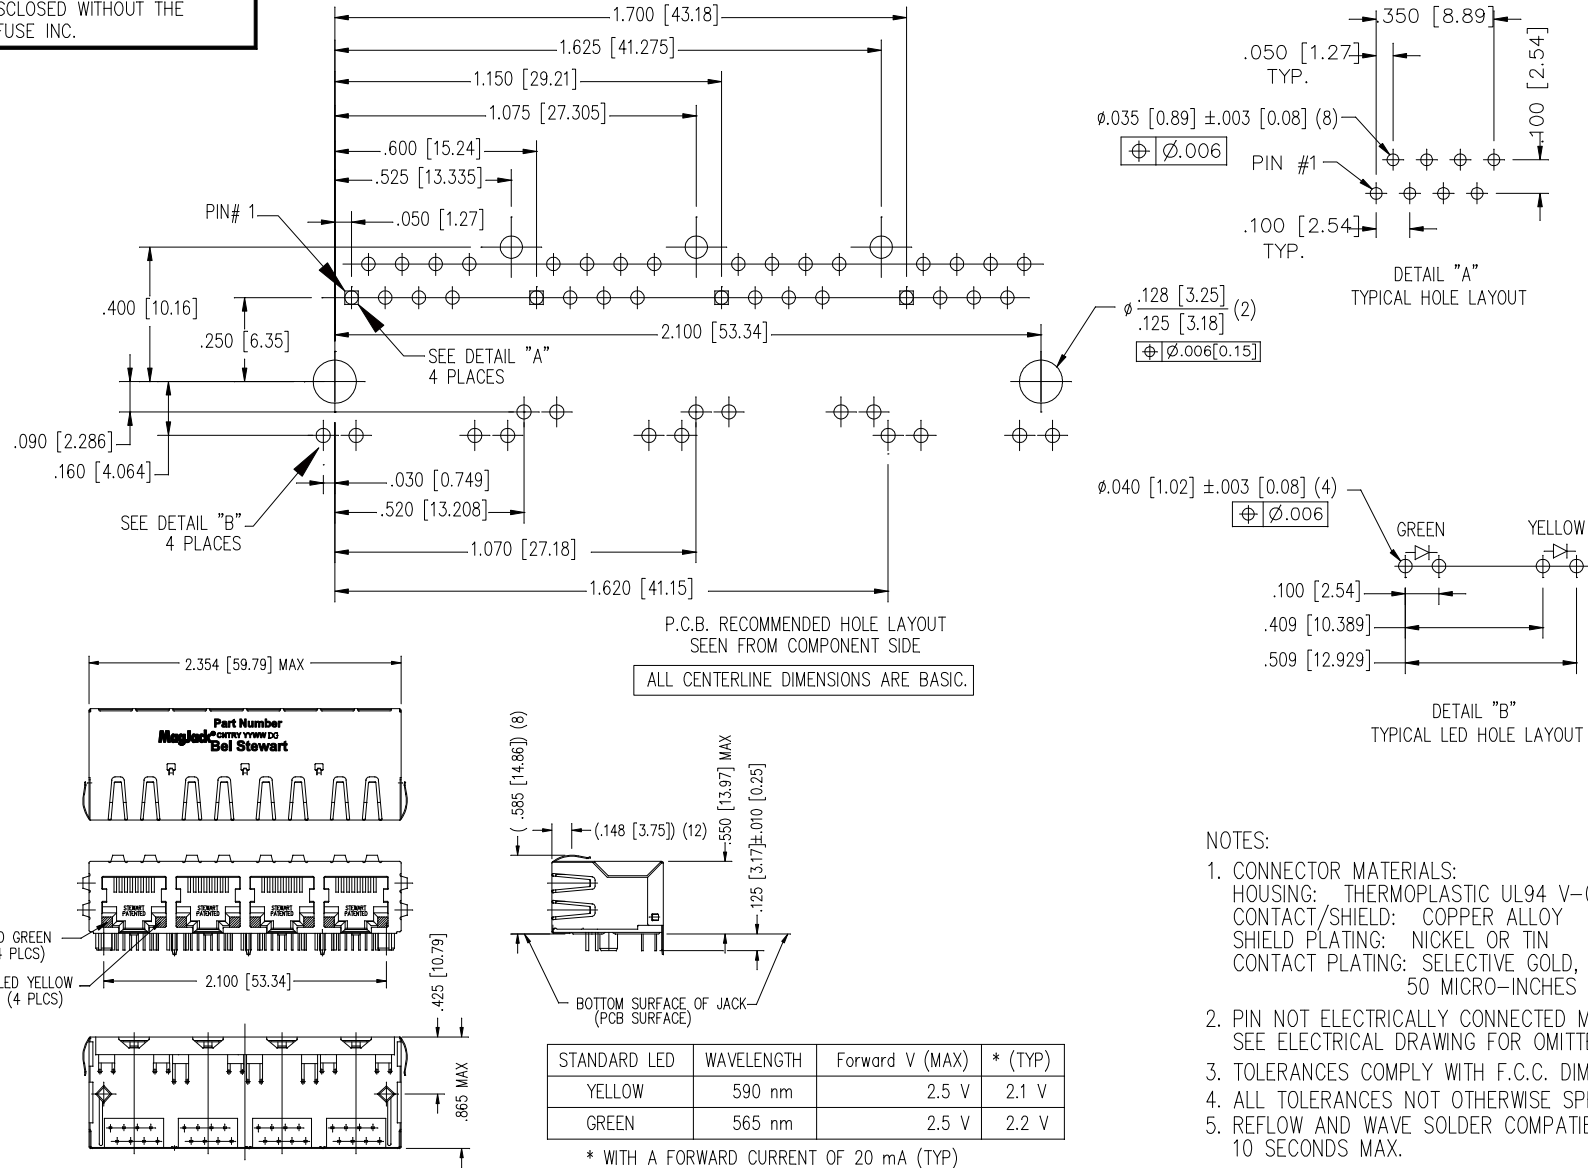 SCLOSED WITHOUT THE
FUSE INC.
1.700 [43.18]
1.625 [41.275]
1.150 [29.21]
1.075 [27.305]
.600 [15.24]
.525 [13.335]
PIN# 1
.050 [1.27]
.400 [10.16]
.250 [6.35]
2.100 [53.34]
SEE DETAIL "A"
4 PLACES
.090 [2.286]
.160 [4.064]
.030 [0.749]
.520 [13.208]
SEE DETAIL "B"
4 PLACES
1.070 [27.18]
1.620 [41.15]
P.C.B. RECOMMENDED HOLE LAYOUT
SEEN FROM COMPONENT SIDE
ALL CENTERLINE DIMENSIONS ARE BASIC.
.350 [8.89]
.050 [1.27]
TYP.
.100 [2.54]
⌀.035 [0.89] ±.003 [0.08] (8)
⌖ ⌀.006
PIN #1
.100 [2.54]
TYP.
DETAIL "A"
TYPICAL HOLE LAYOUT
⌀ .128 [3.25]
.125 [3.18] (2)
⌖ ⌀.006[0.15]
⌀.040 [1.02] ±.003 [0.08] (4)
⌖ ⌀.006
GREEN YELLOW
.100 [2.54]
.409 [10.389]
.509 [12.929]
DETAIL "B"
TYPICAL LED HOLE LAYOUT
2.354 [59.79] MAX
Part Number
MagJack® CNTRY YYWW DG
Bel Stewart
STEWART
PATENTED
STEWART
PATENTED
STEWART
PATENTED
STEWART
PATENTED
D GREEN
4 PLCS)
LED YELLOW
(4 PLCS)
2.100 [53.34]
.425 [10.79]
.865 MAX
(.585 [14.86]) (8)
(.148 [3.75]) (12)
.550 [13.97] MAX
.125 [3.17]±.010 [0.25]
BOTTOM SURFACE OF JACK
(PCB SURFACE)
STANDARD LED WAVELENGTH Forward V (MAX) * (TYP)
YELLOW 590 nm 2.5 V 2.1 V
GREEN 565 nm 2.5 V 2.2 V
* WITH A FORWARD CURRENT OF 20 mA (TYP)
NOTES:
1. CONNECTOR MATERIALS:
HOUSING: THERMOPLASTIC UL94 V-0
CONTACT/SHIELD: COPPER ALLOY
SHIELD PLATING: NICKEL OR TIN
CONTACT PLATING: SELECTIVE GOLD,
50 MICRO-INCHES
2. PIN NOT ELECTRICALLY CONNECTED M
SEE ELECTRICAL DRAWING FOR OMITTE
3. TOLERANCES COMPLY WITH F.C.C. DIM
4. ALL TOLERANCES NOT OTHERWISE SP
5. REFLOW AND WAVE SOLDER COMPATIB
10 SECONDS MAX.